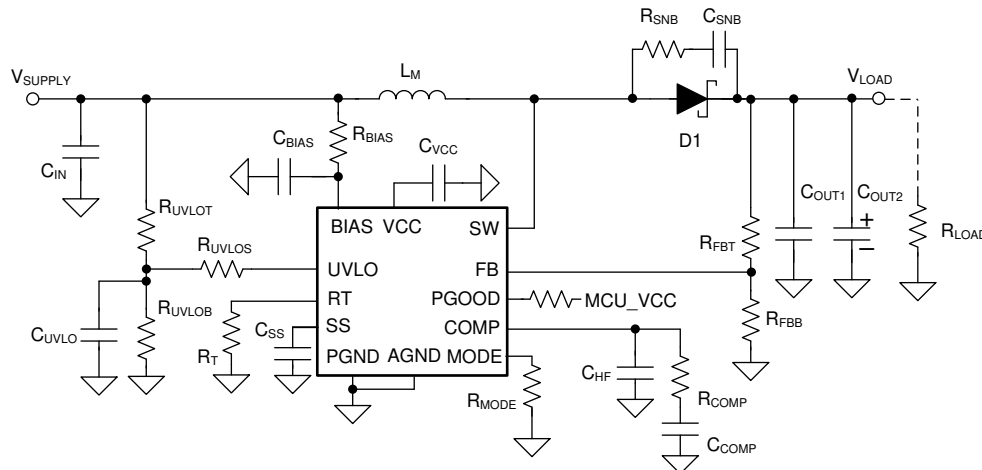 RSNB
CSNB
VSUPPLY
LM
VLOAD
D1
CIN
CBIAS
RBIAS
CVCC
RUVLOT
RUVLOS
CUVLO
RUVLOB
BIAS
VCC
SW
UVLO
FB
RT
PGOOD
MCU_VCC
SS
COMP
PGND
AGND
MODE
RT
CSS
RMODE
CHF
RCOMP
CCOMP
RFBT
RFBB
COUT1
COUT2
+
–
RLOAD